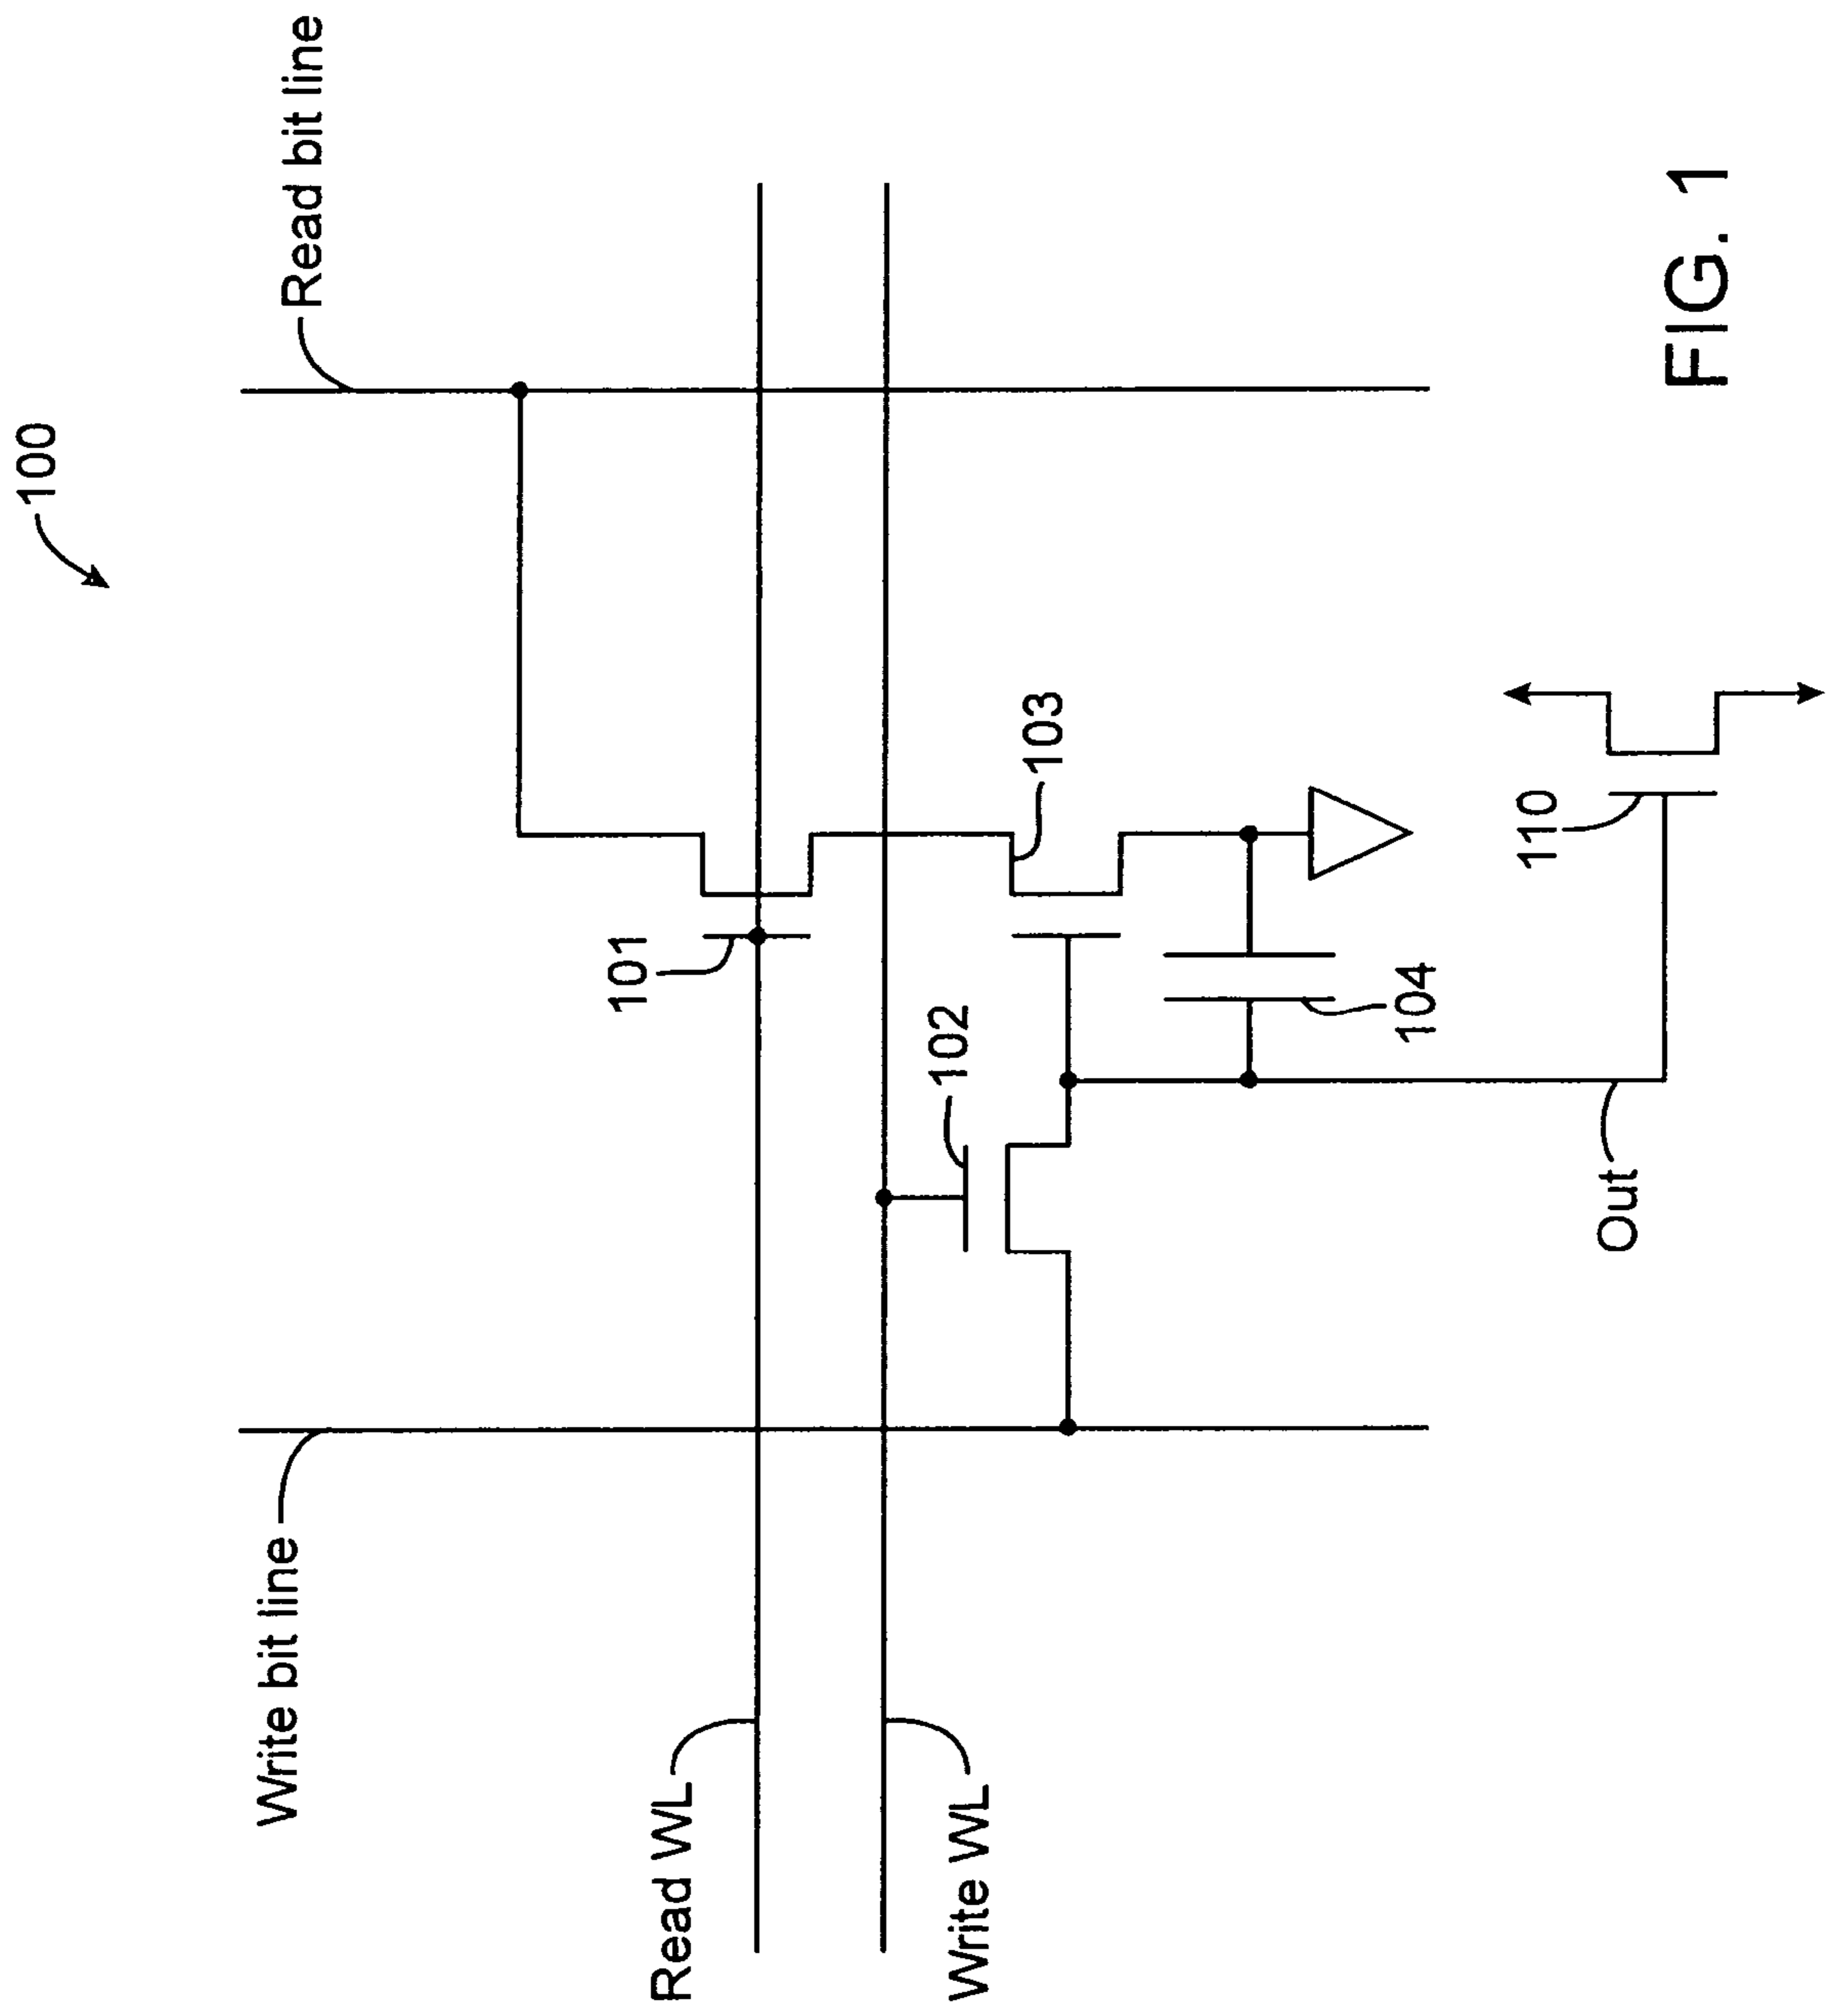 100
Write bit line
Read bit line
Read WL
101
Write WL
102
103
104
Out
110
FIG. 1